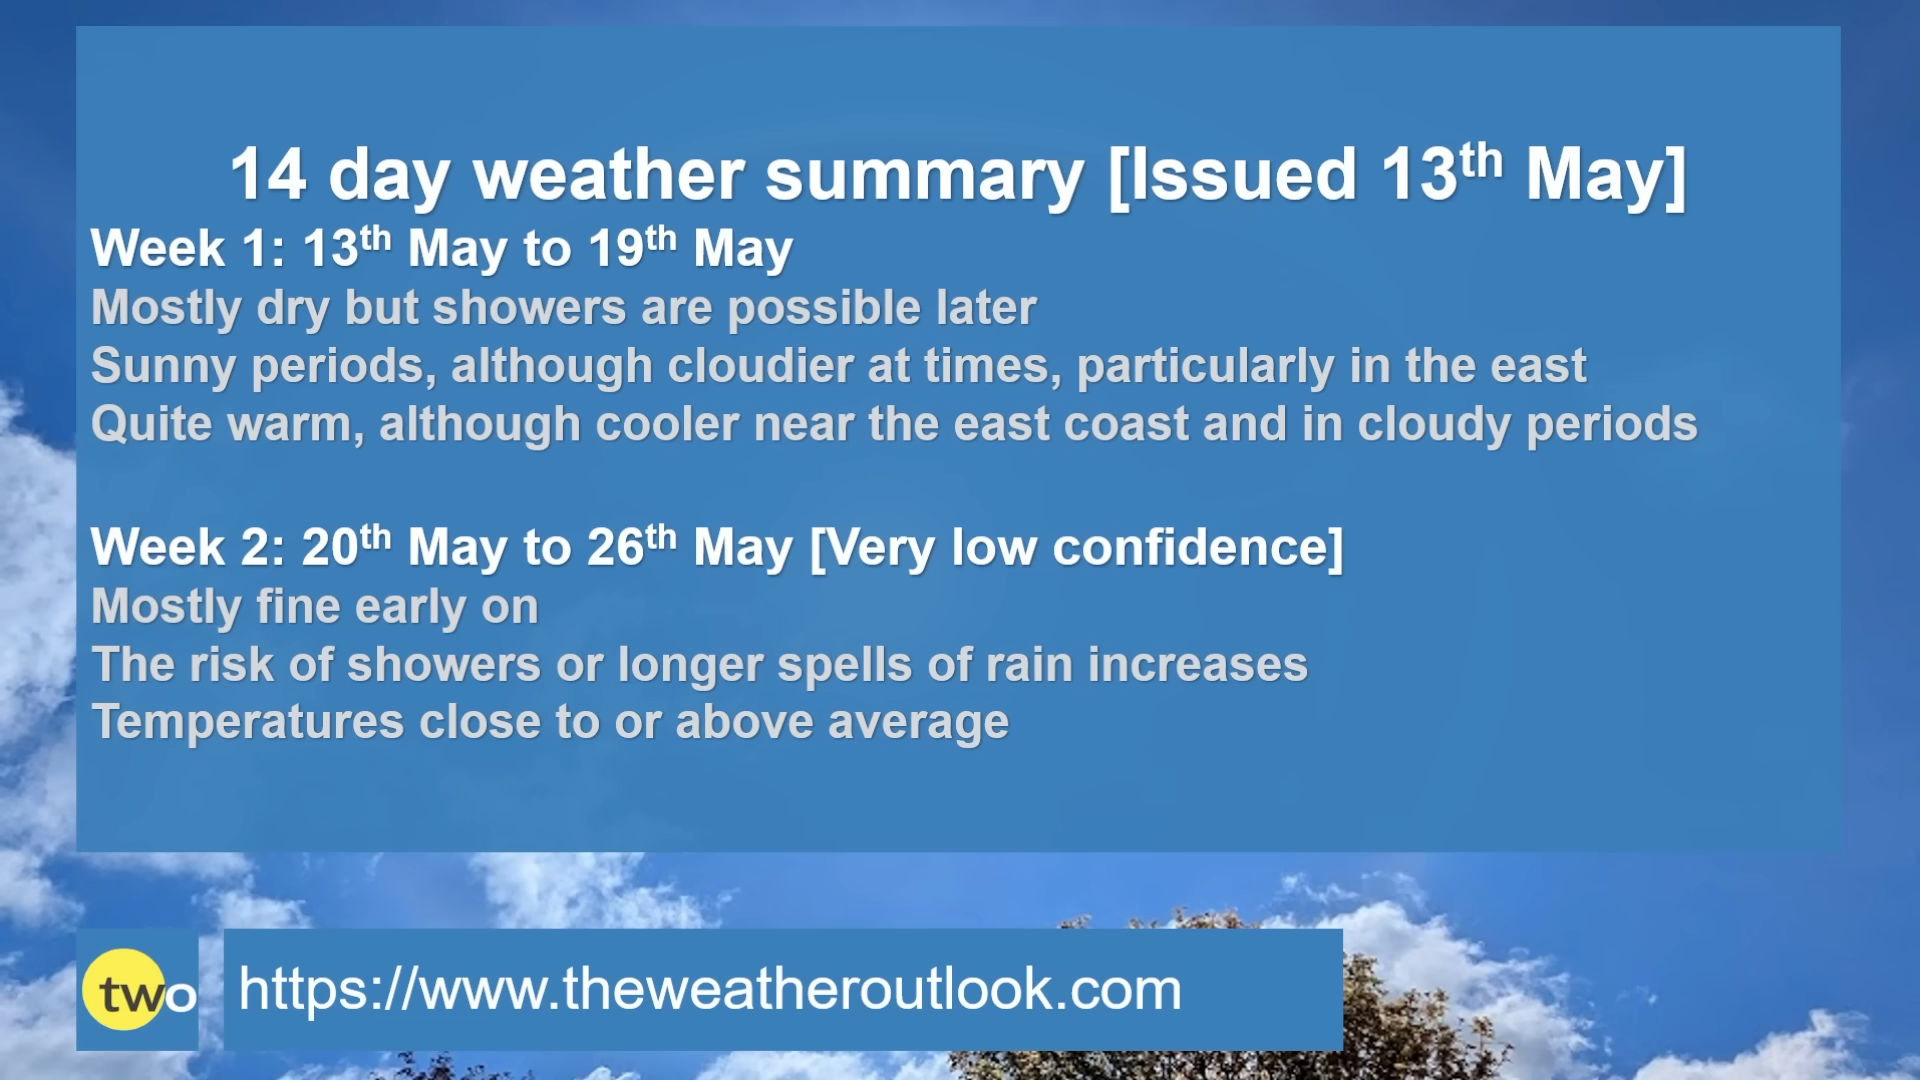 14 day weather summary [Issued 13th May]
Week 1: 13th May to 19th May
Mostly dry but showers are possible later
Sunny periods, although cloudier at times, particularly in the east
Quite warm, although cooler near the east coast and in cloudy periods
Week 2: 20th May to 26th May [Very low confidence]
Mostly fine early on
The risk of showers or longer spells of rain increases
Temperatures close to or above average
two
https://www.theweatheroutlook.com